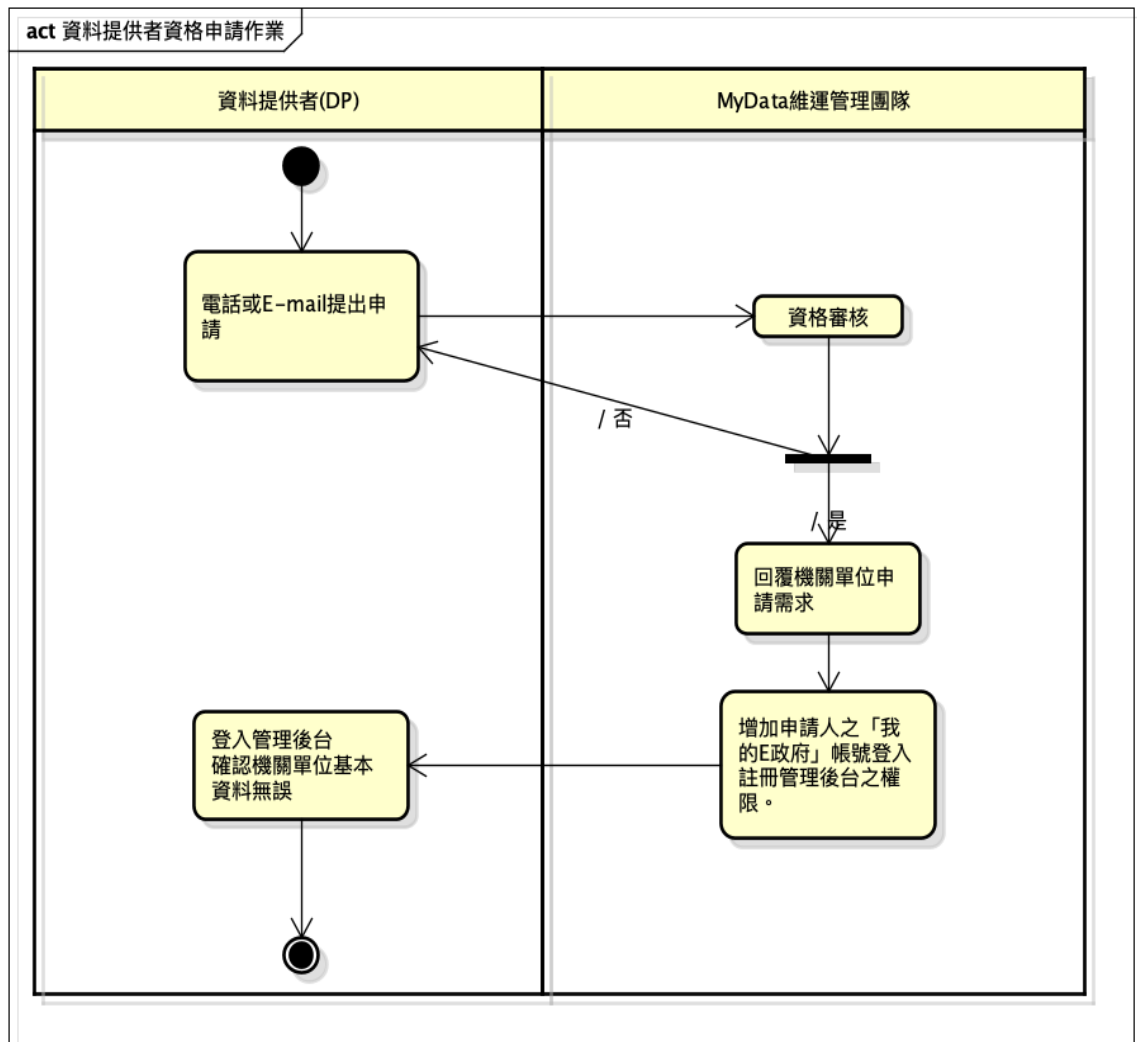 act 資料提供者資格申請作業
資料提供者(DP)
MyData維運管理團隊
電話或E-mail提出申
請
資格審核
/ 否
/ 是
回覆機關單位申
請需求
增加申請人之「我
的E政府」帳號登入
註冊管理後台之權
限。
登入管理後台
確認機關單位基本
資料無誤